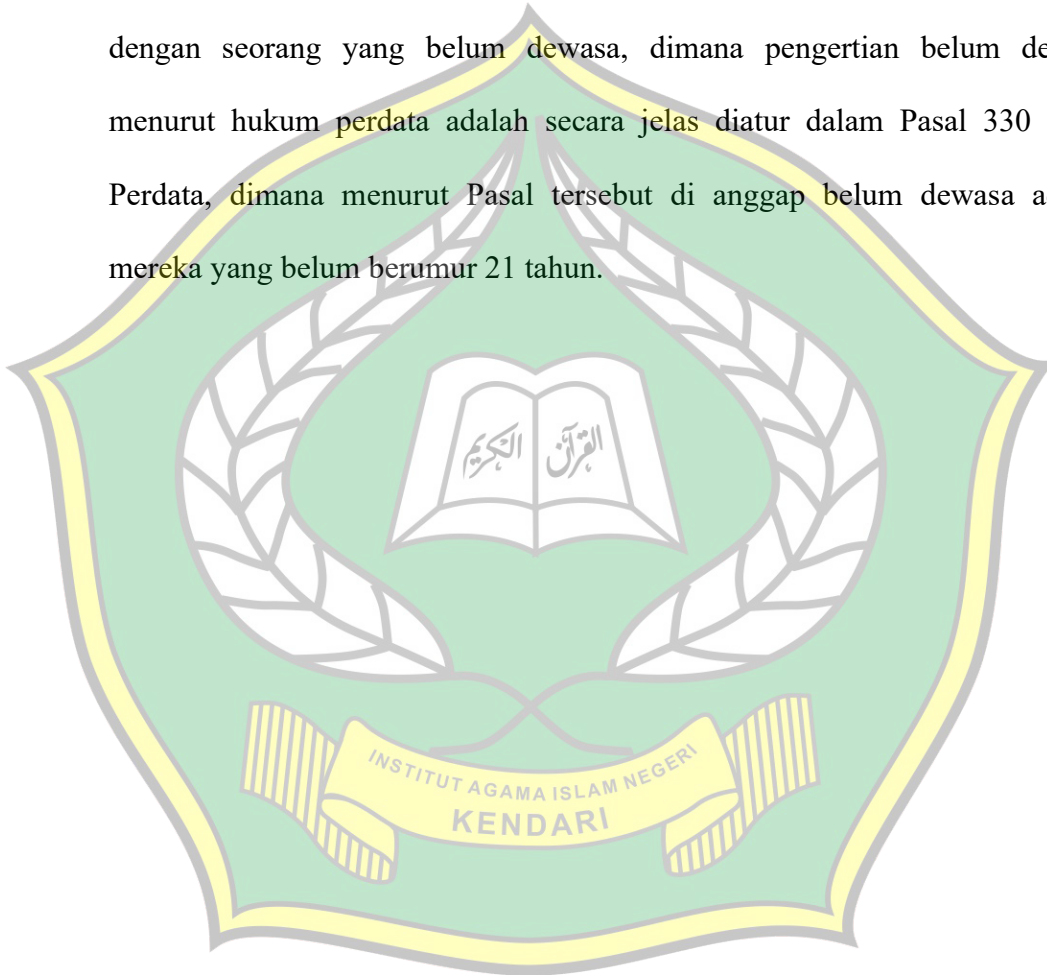 dengan seorang yang belum dewasa, dimana pengertian belum de
menurut hukum perdata adalah secara jelas diatur dalam Pasal 330
Perdata, dimana menurut Pasal tersebut di anggap belum dewasa a
mereka yang belum berumur 21 tahun.
القرآن الكريم
INSTITUT AGAMA ISLAM NEGERI
KENDARI